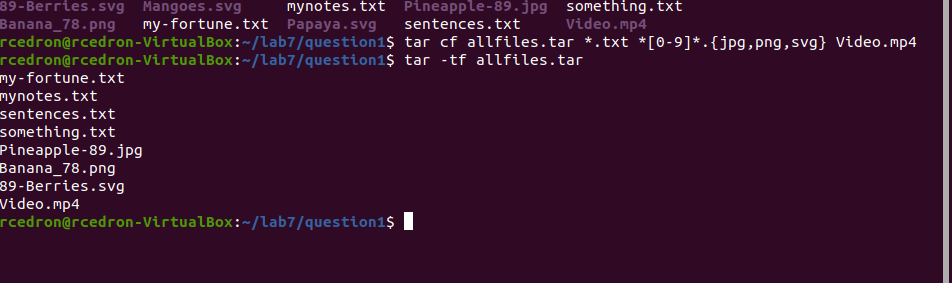 89-Berries.svg  Mangoes.svg     mynotes.txt  Pineapple-89.jpg  something.txt
Banana_78.png   my-fortune.txt  Papaya.svg   sentences.txt     Video.mp4
rcedron@rcedron-VirtualBox:~/lab7/question1$ tar cf allfiles.tar *.txt *[0-9]*.{jpg,png,svg} Video.mp4
rcedron@rcedron-VirtualBox:~/lab7/question1$ tar -tf allfiles.tar
my-fortune.txt
mynotes.txt
sentences.txt
something.txt
Pineapple-89.jpg
Banana_78.png
89-Berries.svg
Video.mp4
rcedron@rcedron-VirtualBox:~/lab7/question1$